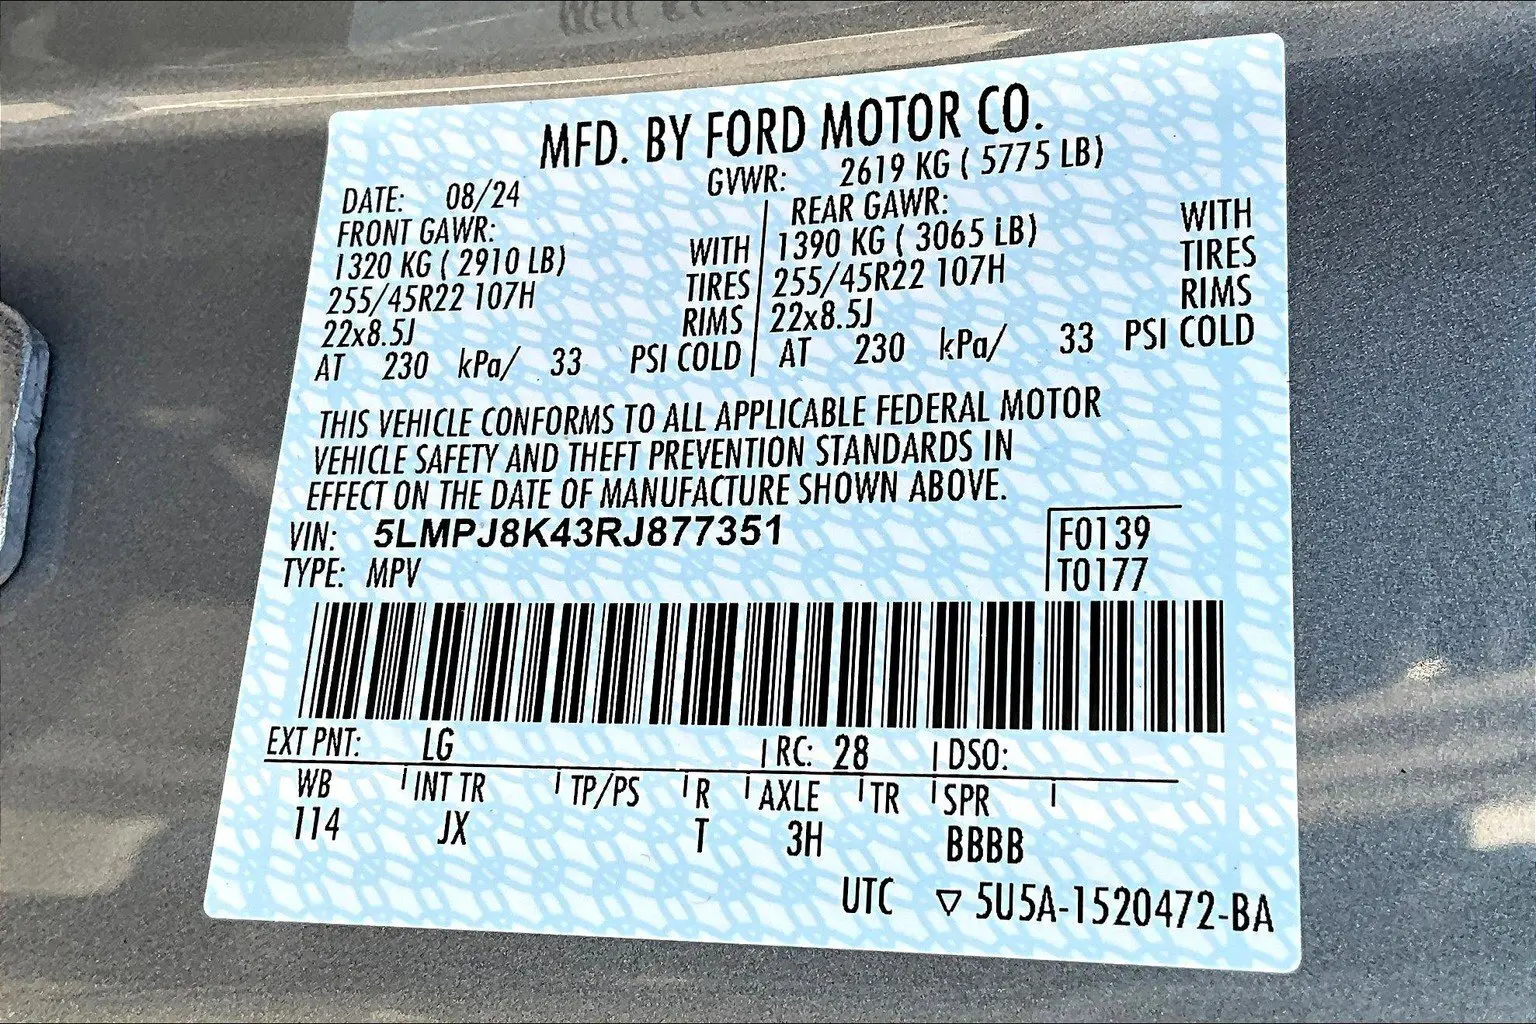 MFD. BY FORD MOTOR CO.
DATE: 08/24 GVWR: 2619 KG ( 5775 LB)
FRONT GAWR: REAR GAWR: WITH
1320 KG ( 2910 LB) WITH 1390 KG ( 3065 LB) TIRES
255/45R22 107H TIRES 255/45R22 107H RIMS
22x8.5J RIMS 22x8.5J
AT 230 kPa/ 33 PSI COLD AT 230 kPa/ 33 PSI COLD
THIS VEHICLE CONFORMS TO ALL APPLICABLE FEDERAL MOTOR
VEHICLE SAFETY AND THEFT PREVENTION STANDARDS IN
EFFECT ON THE DATE OF MANUFACTURE SHOWN ABOVE.
VIN: 5LMPJ8K43RJ877351 F0139
TYPE: MPV T0177
EXT PNT: LG RC: 28 DSO:
WB INT TR TP/PS R AXLE TR SPR
114 JX T 3H BBBB
UTC ▽ 5U5A-1520472-BA